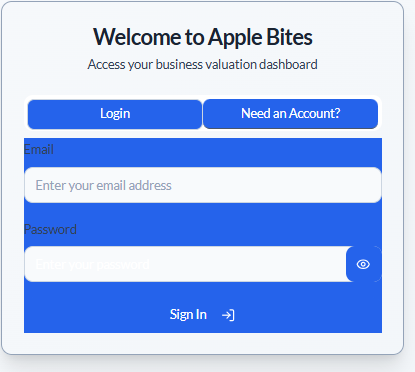 Welcome to Apple Bites
Access your business valuation dashboard
Login
Need an Account?
Email
Enter your email address
Password
Enter your password
Sign In